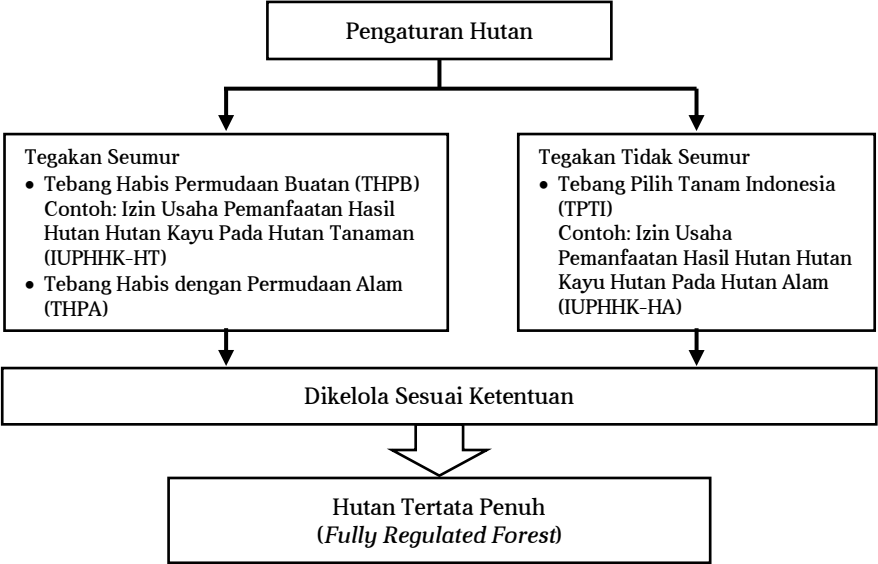 Pengaturan Hutan
Tegakan Seumur
• Tebang Habis Permudaan Buatan (THPB)
Contoh: Izin Usaha Pemanfaatan Hasil
Hutan Hutan Kayu Pada Hutan Tanaman
(IUPHHK-HT)
• Tebang Habis dengan Permudaan Alam
(THPA)
Tegakan Tidak Seumur
• Tebang Pilih Tanam Indonesia
(TPTI)
Contoh: Izin Usaha
Pemanfaatan Hasil Hutan Hutan
Kayu Hutan Pada Hutan Alam
(IUPHHK-HA)
Dikelola Sesuai Ketentuan
Hutan Tertata Penuh
(Fully Regulated Forest)